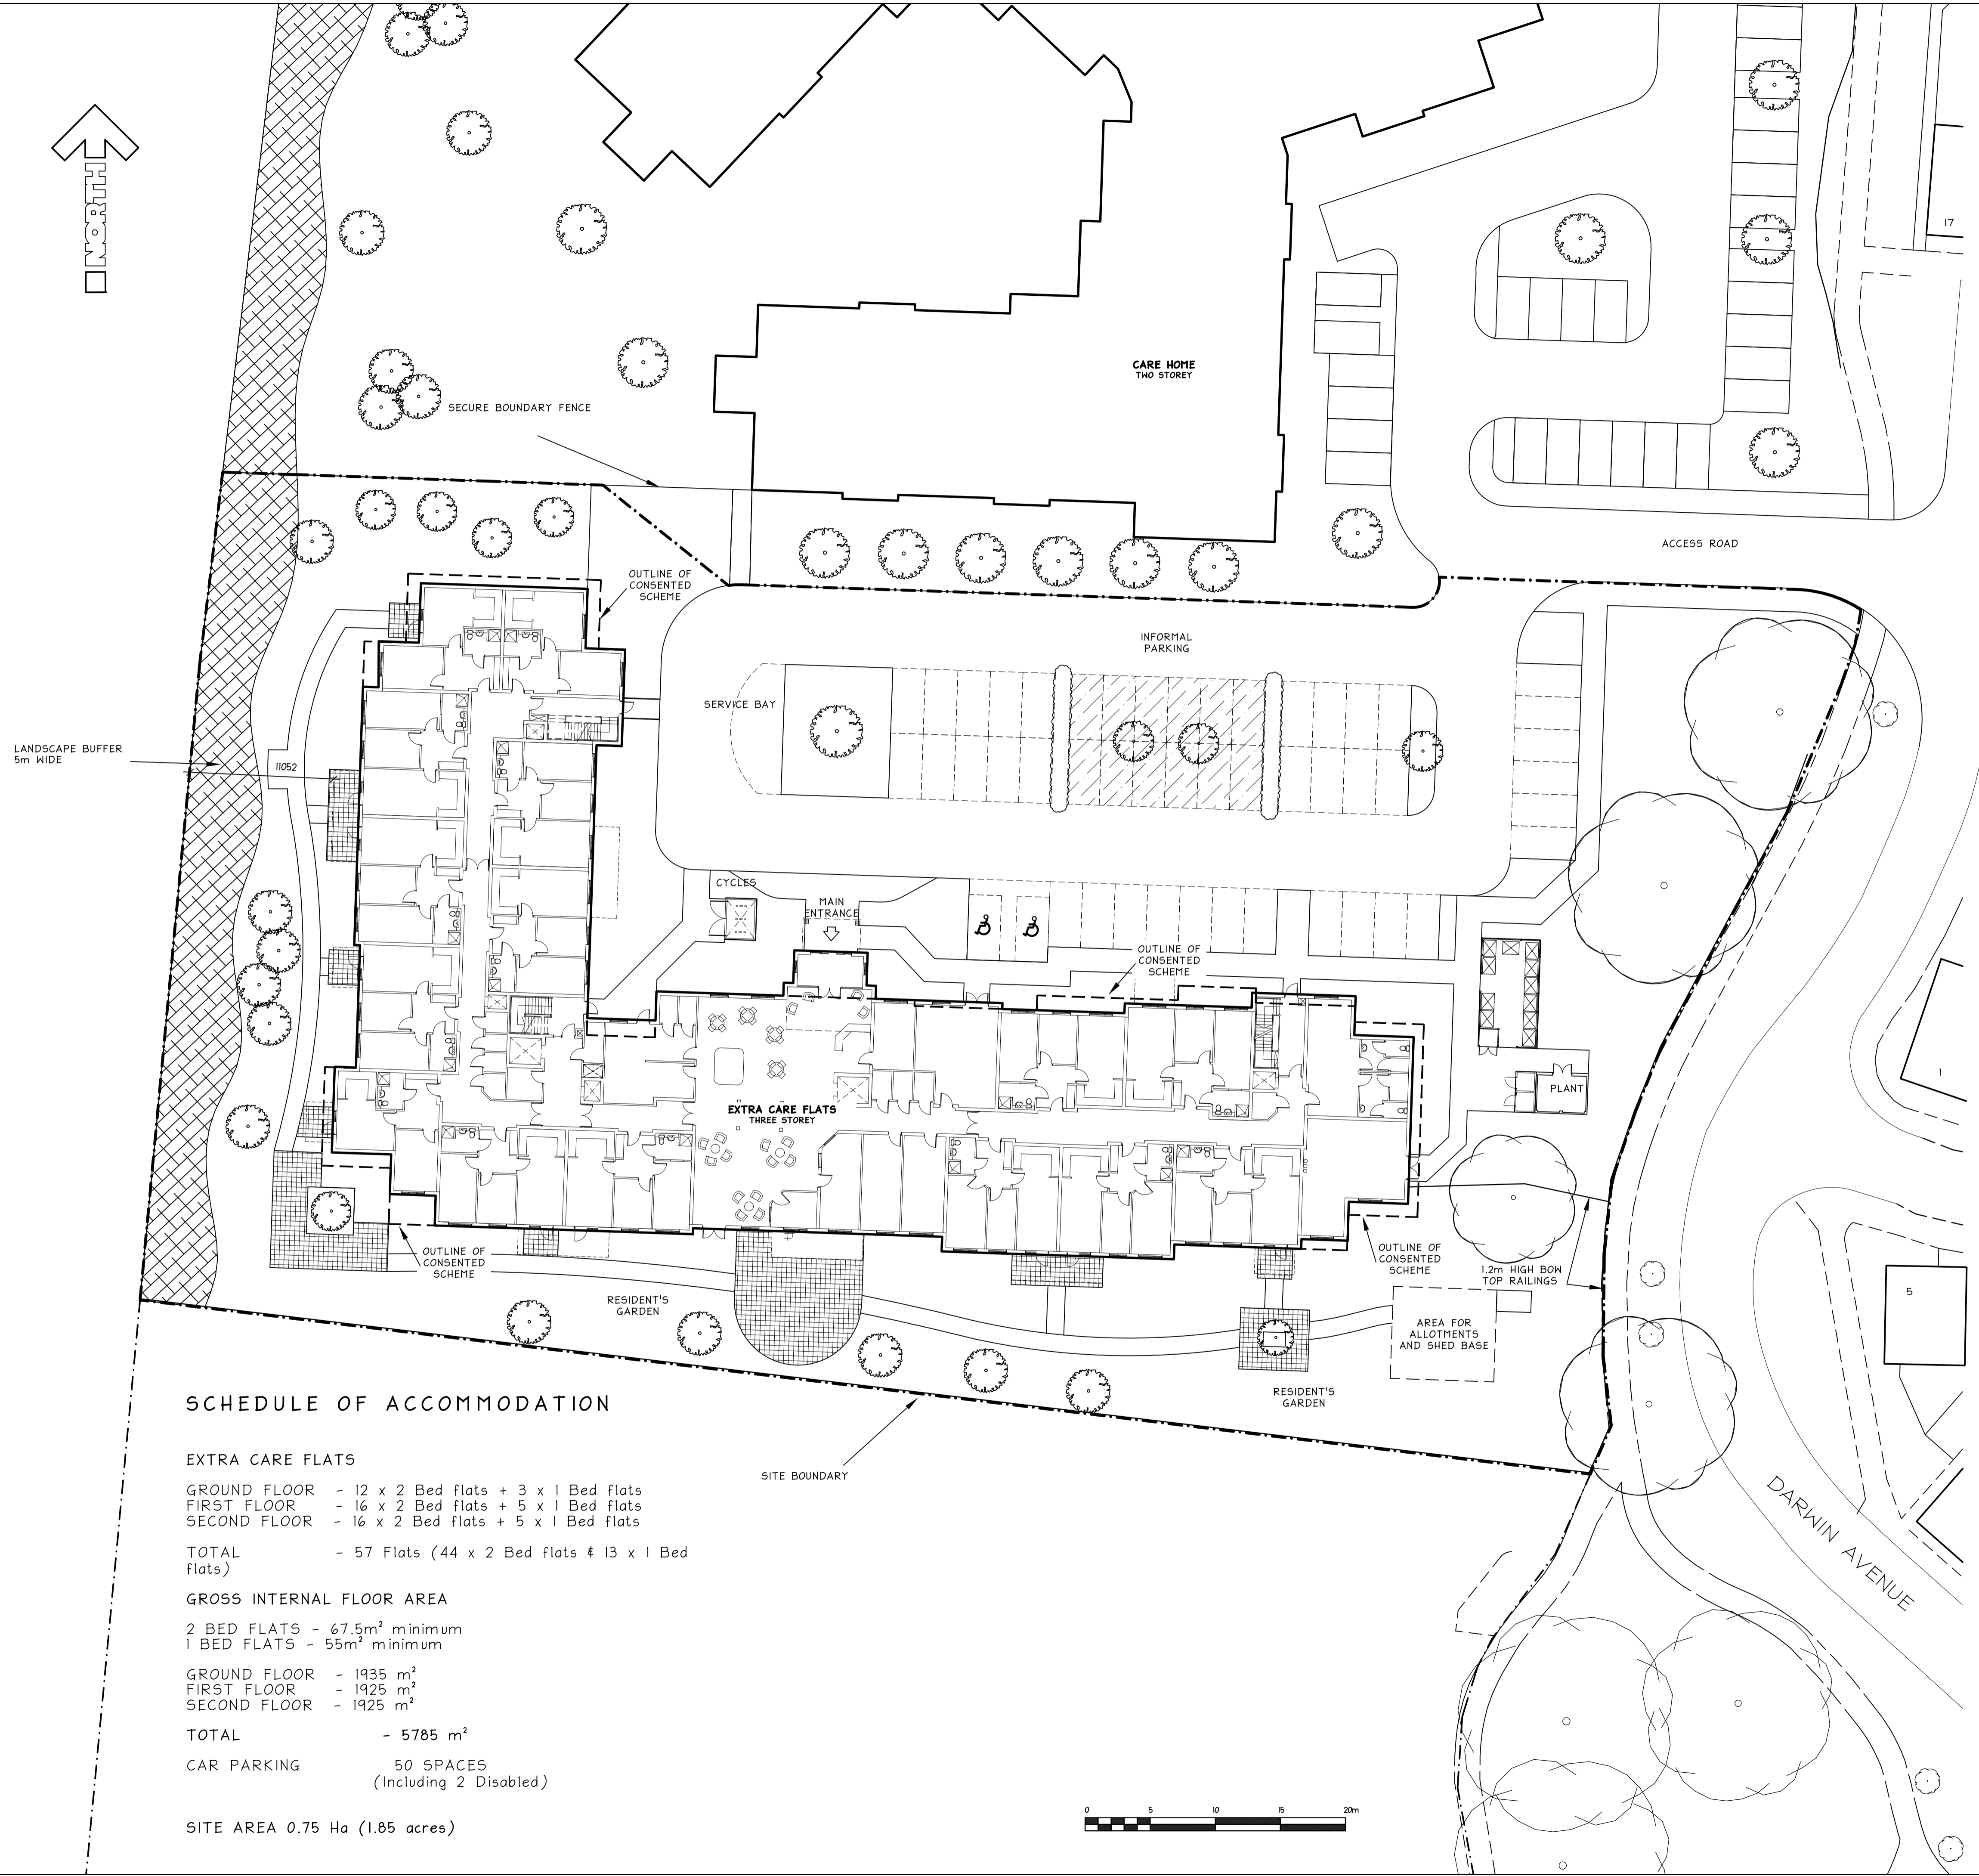 NORTH
17
CARE HOME
TWO STOREY
SECURE BOUNDARY FENCE
ACCESS ROAD
OUTLINE OF
CONSENTED
SCHEME
INFORMAL
PARKING
SERVICE BAY
LANDSCAPE BUFFER
5m WIDE
11052
CYCLES
MAIN
ENTRANCE
OUTLINE OF
CONSENTED
SCHEME
PLANT
1
EXTRA CARE FLATS
THREE STOREY
OUTLINE OF
CONSENTED
SCHEME
OUTLINE OF
CONSENTED
SCHEME
1.2m HIGH BOW
TOP RAILINGS
5
RESIDENT'S
GARDEN
AREA FOR
ALLOTMENTS
AND SHED BASE
RESIDENT'S
GARDEN
SITE BOUNDARY
DARWIN AVENUE
SCHEDULE OF ACCOMMODATION
EXTRA CARE FLATS
GROUND FLOOR - 12 x 2 Bed flats + 3 x 1 Bed flats
FIRST FLOOR - 16 x 2 Bed flats + 5 x 1 Bed flats
SECOND FLOOR - 16 x 2 Bed flats + 5 x 1 Bed flats
TOTAL - 57 Flats (44 x 2 Bed flats & 13 x 1 Bed
flats)
GROSS INTERNAL FLOOR AREA
2 BED FLATS - 67.5m² minimum
1 BED FLATS - 55m² minimum
GROUND FLOOR - 1935 m²
FIRST FLOOR - 1925 m²
SECOND FLOOR - 1925 m²
TOTAL - 5785 m²
CAR PARKING 50 SPACES
(Including 2 Disabled)
SITE AREA 0.75 Ha (1.85 acres)
0 5 10 15 20m